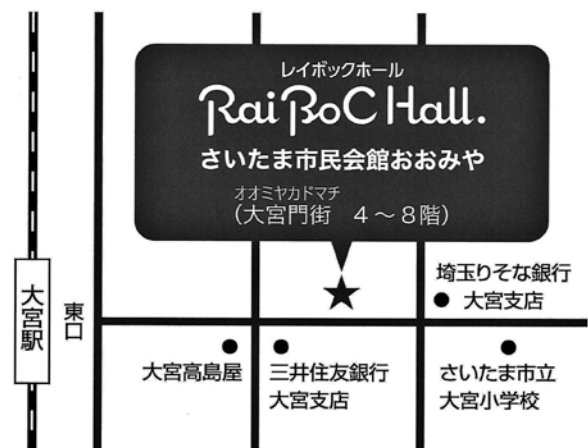 レイボックホール
RaiBoC Hall.
さいたま市民会館おおみや
オオミヤカドマチ
(大宮門街 4～8階)
埼玉りそな銀行
大宮支店
大宮駅
東口
大宮高島屋
三井住友銀行
大宮支店
さいたま市立
大宮小学校